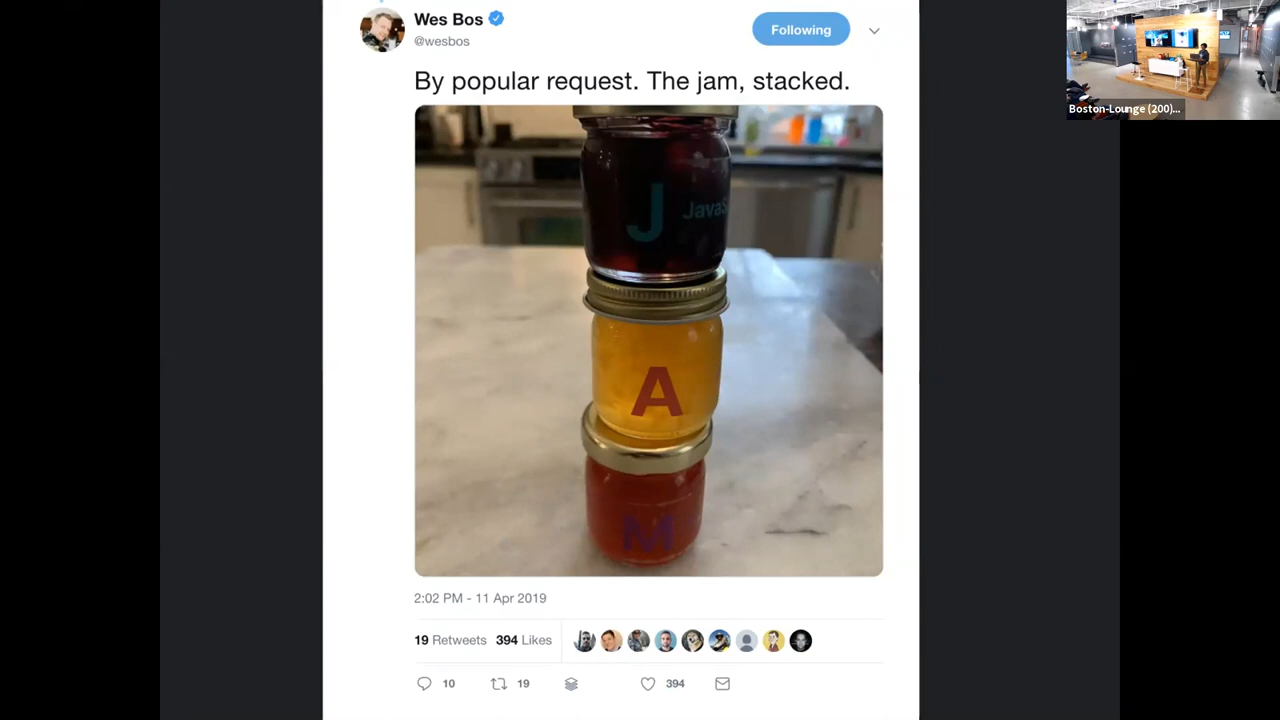 Wes Bos
@wesbos
Following
By popular request. The jam, stacked.
J
A
M
2:02 PM - 11 Apr 2019
19 Retweets 394 Likes
10 19 394
Boston-Lounge (200)...